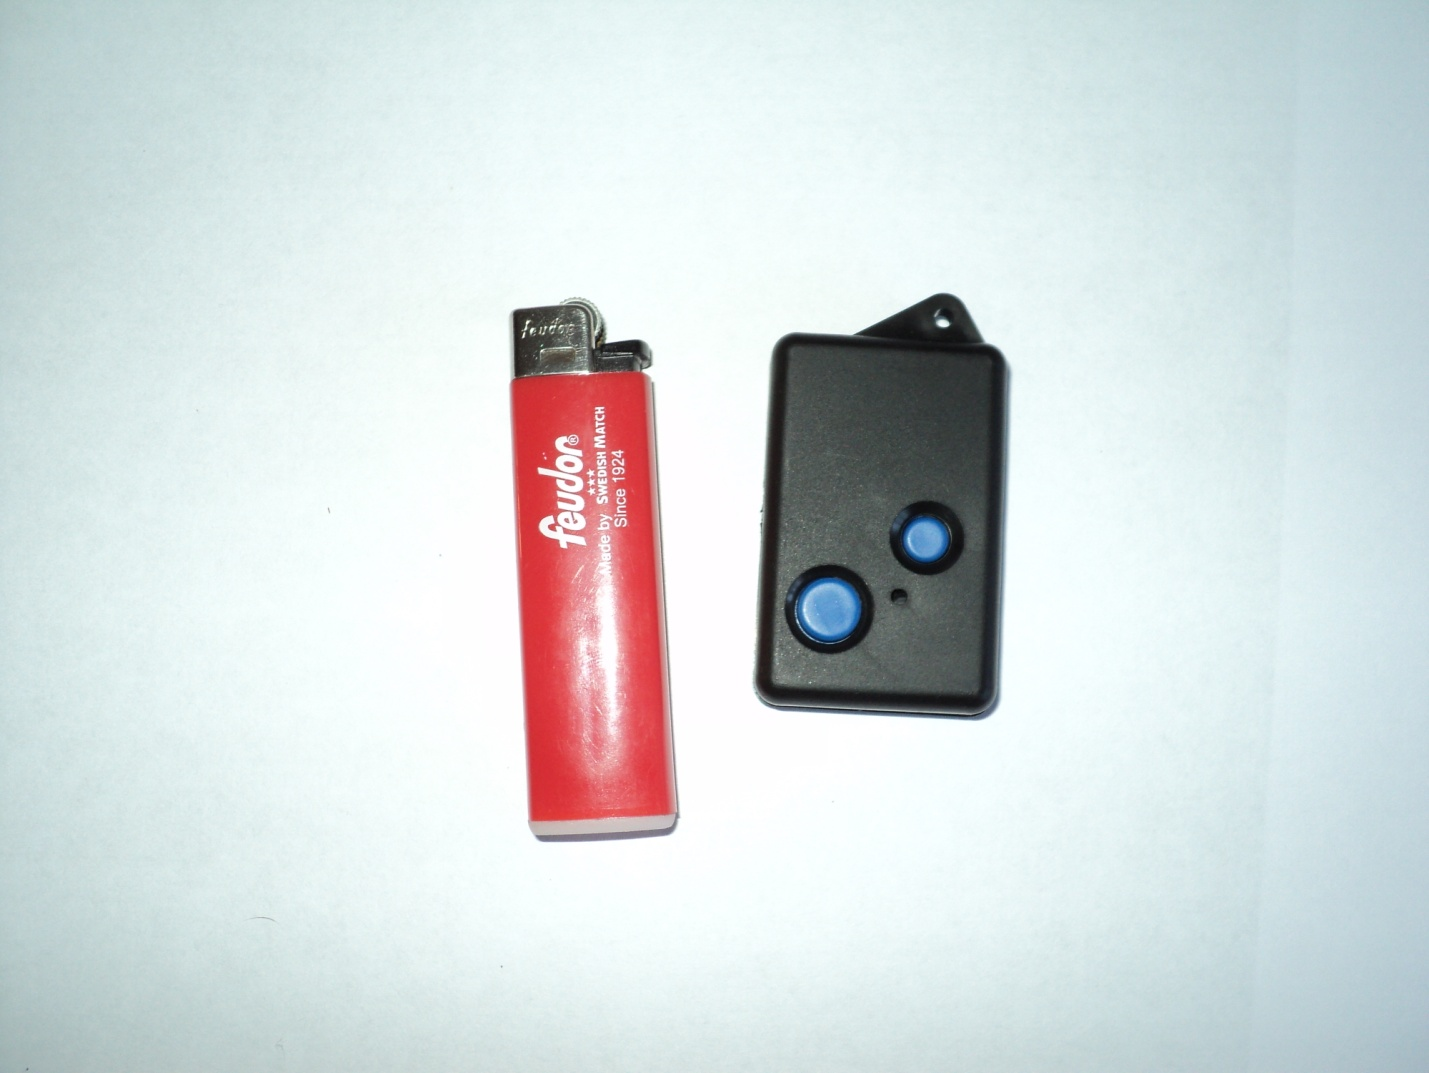 feudor
feudor®
★★★
Made by SWEDISH MATCH
Since 1924